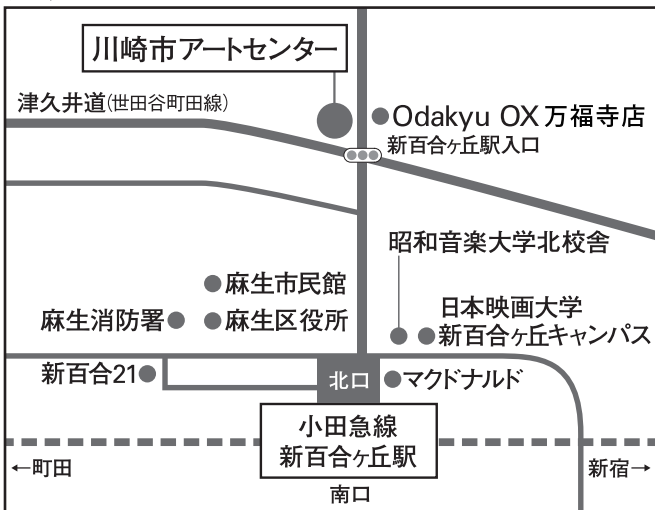 川崎市アートセンター
津久井道(世田谷町田線)
Odakyu OX 万福寺店
新百合ヶ丘駅入口
昭和音楽大学北校舎
麻生市民館
日本映画大学
新百合ヶ丘キャンパス
麻生消防署
麻生区役所
新百合21
北口
マクドナルド
小田急線
新百合ヶ丘駅
←町田
新宿→
南口